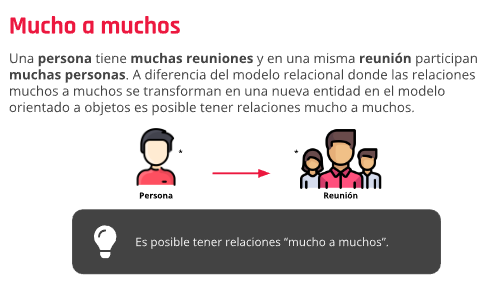 Mucho a muchos
Una persona tiene muchas reuniones y en una misma reunión participan
muchas personas. A diferencia del modelo relacional donde las relaciones
muchos a muchos se transforman en una nueva entidad en el modelo
orientado a objetos es posible tener relaciones mucho a muchos.
* *
Persona Reunión
Es posible tener relaciones "mucho a muchos".